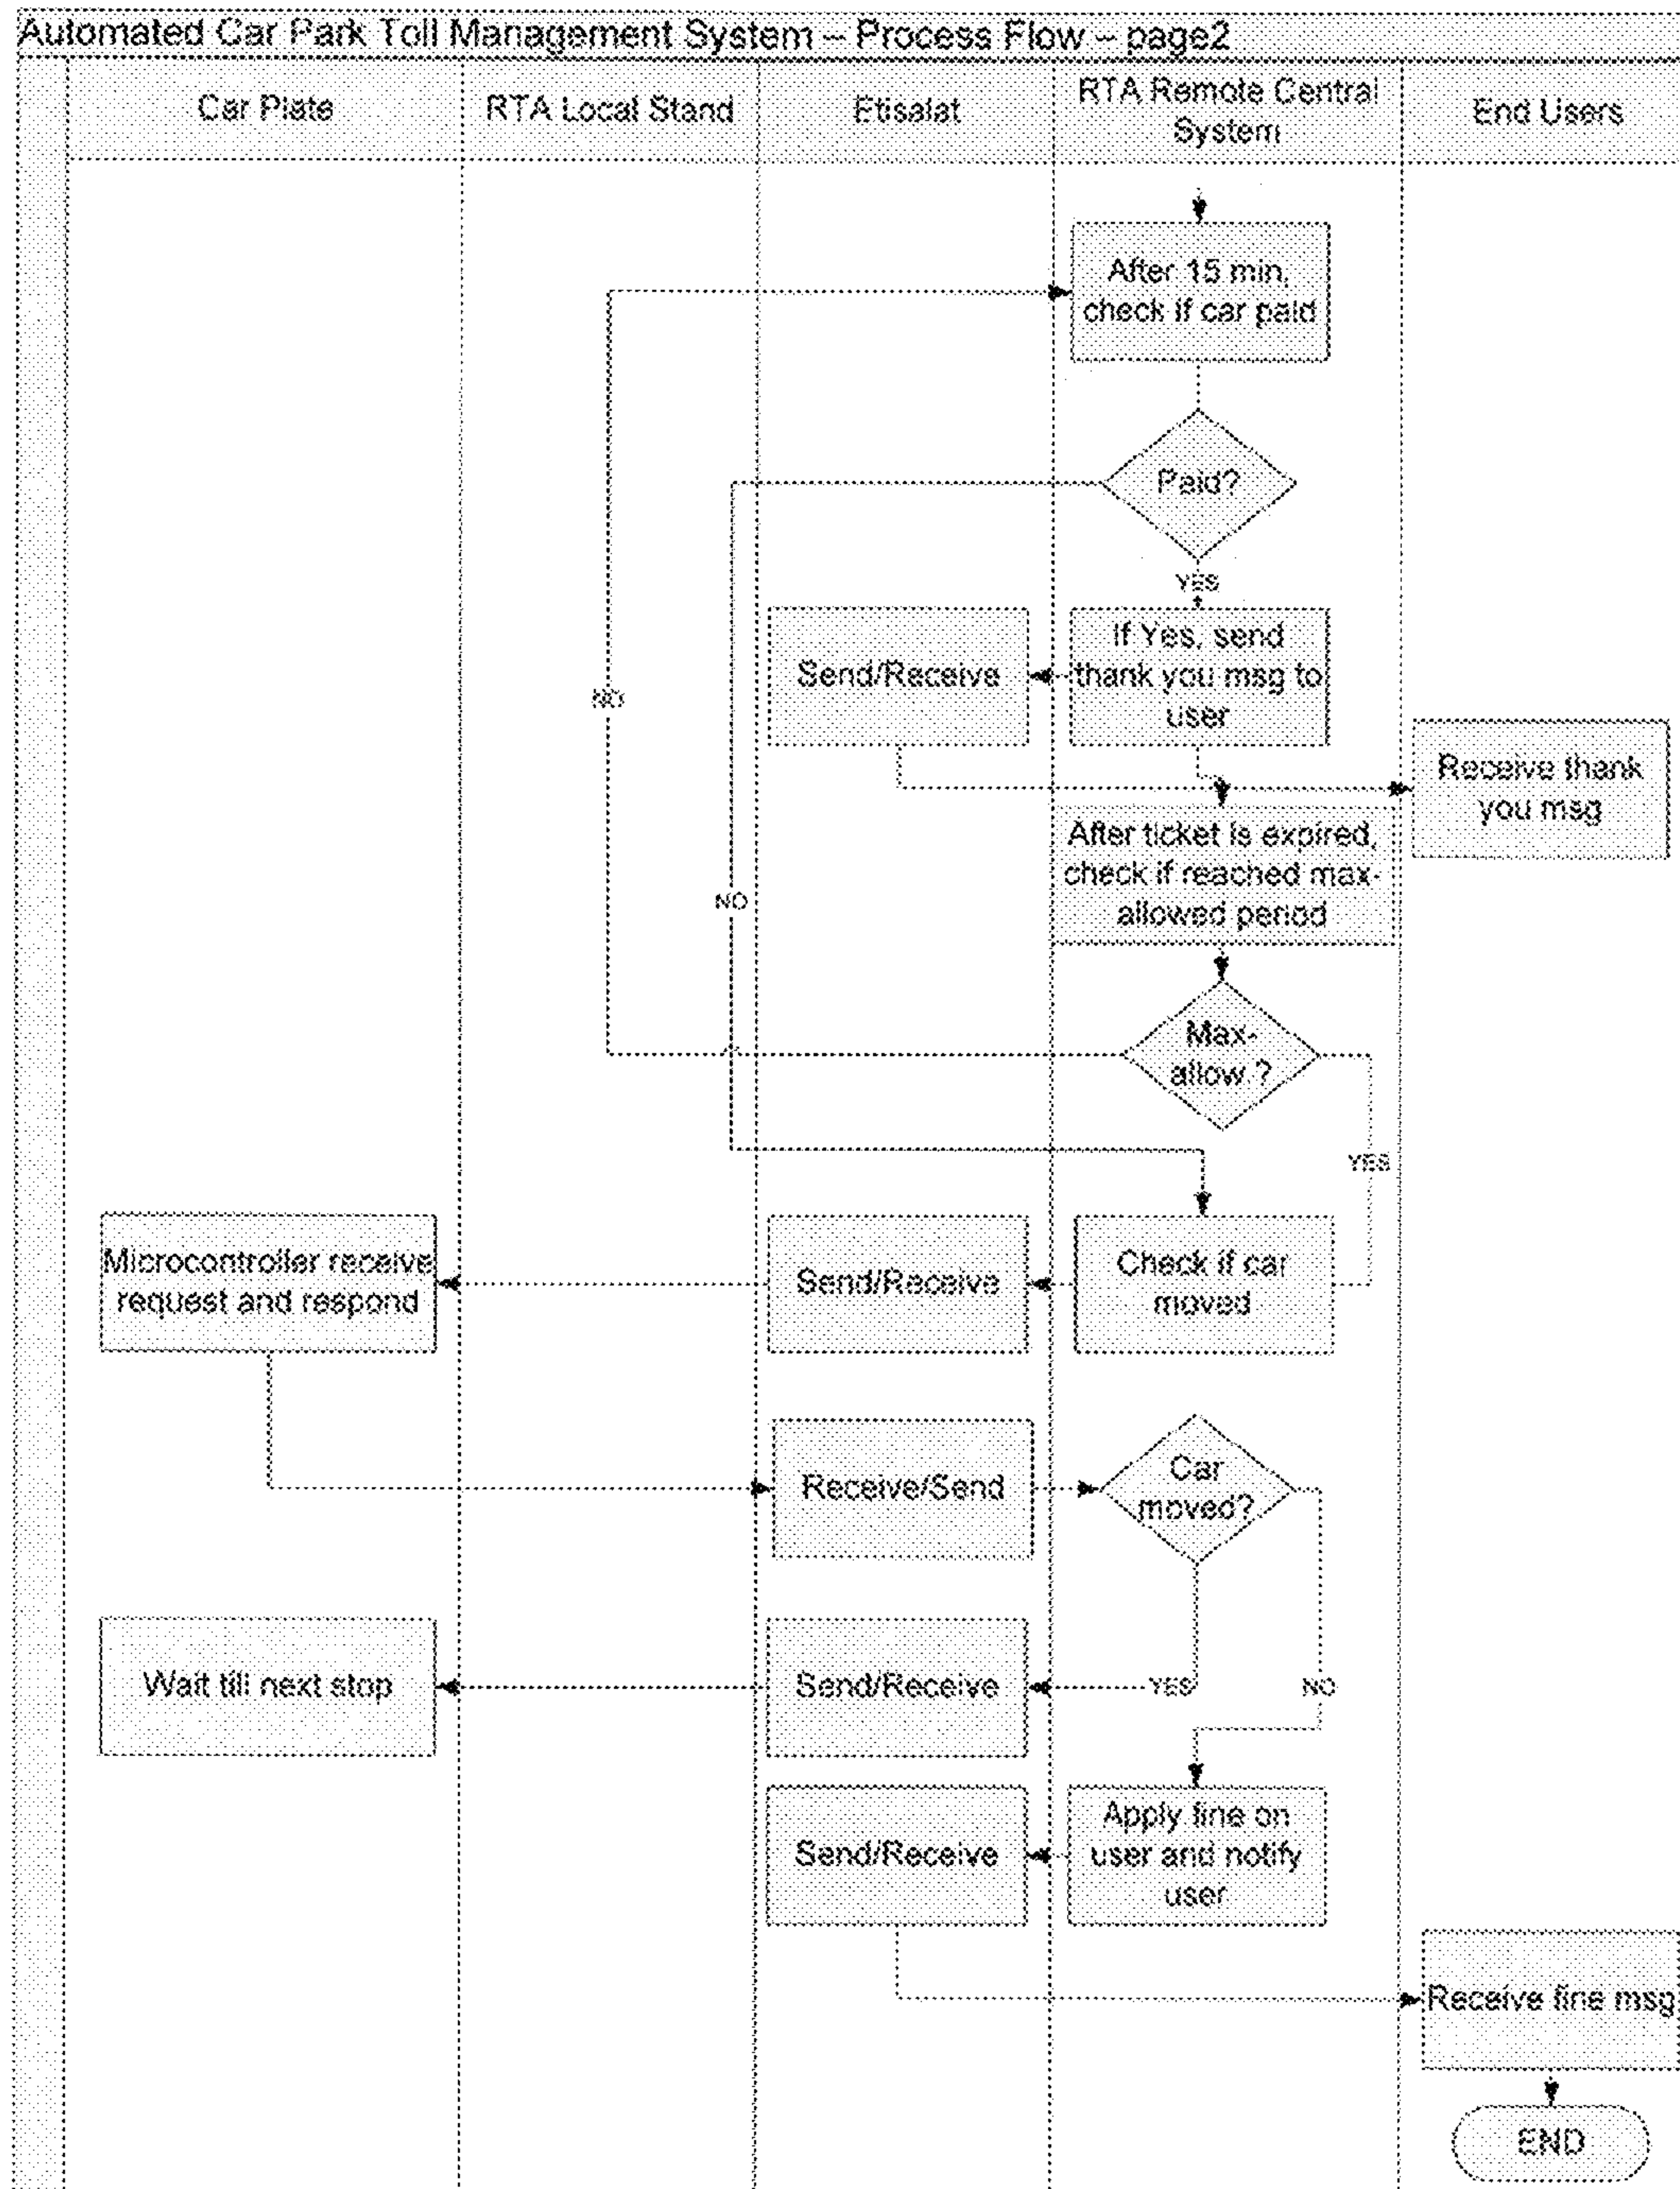 Automated Car Park Toll Management System – Process Flow – page2
Car Plate
RTA Local Stand
Etisalat
RTA Remote Central
System
End Users
After 15 min,
check if car paid
Paid?
YES
If Yes, send
thank you msg to
user
Send/Receive
NO
Receive thank
you msg
After ticket is expired,
check if reached max-
allowed period
NO
Max-
allow.?
YES
Microcontroller receive
request and respond
Send/Receive
Check if car
moved
Receive/Send
Car
moved?
Wait till next stop
Send/Receive
YES
NO
Send/Receive
Apply fine on
user and notify
user
Receive fine msg
END